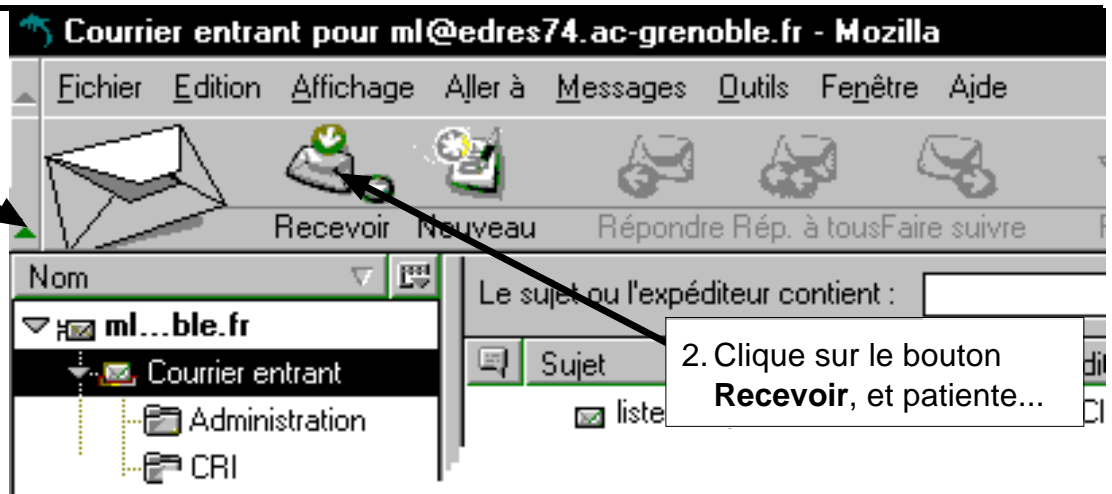 Courrier entrant pour ml@edres74.ac-grenoble.fr - Mozilla
Fichier Edition Affichage Aller à Messages Outils Fenêtre Aide
Recevoir Nouveau Répondre Rép. à tous Faire suivre
Nom
Le sujet ou l'expéditeur contient :
ml...ble.fr
Sujet
Courrier entrant
liste
Administration
CRI
2. Clique sur le bouton
Recevoir, et patiente...